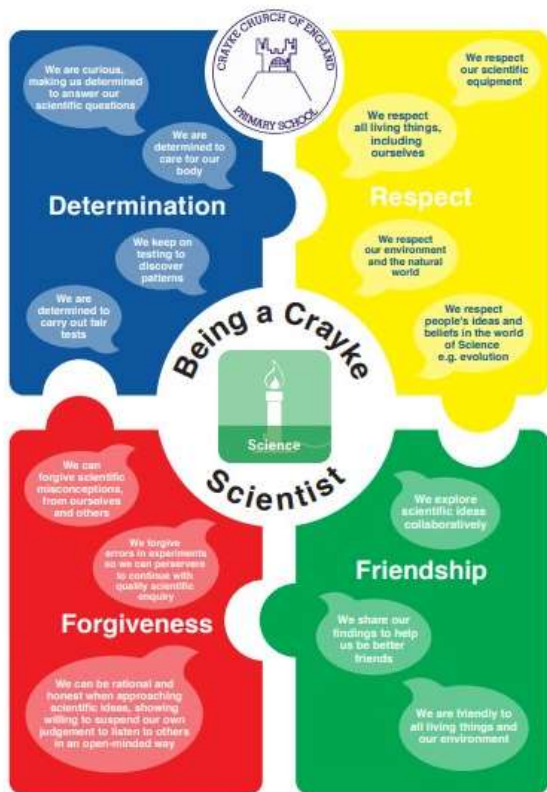 CRAYKE CHURCH OF ENGLAND
PRIMARY SCHOOL
We are curious,
making us determined
to answer our
scientific questions
We are
determined to
care for our
body
Determination
We keep on
testing to
discover
patterns
We are
determined to
carry out fair
tests
We respect
our scientific
equipment
We respect
all living things,
including
ourselves
Respect
We respect
our environment
and the natural
world
We respect
people's ideas and
beliefs in the world
of Science
e.g. evolution
Being a Crayke
Science
Scientist
We can
forgive scientific
misconceptions,
from ourselves
and others
We forgive
errors in experiments
so we can perservere
to continue with
quality scientific
enquiry
Forgiveness
We can be rational and
honest when approaching
scientific ideas, showing
willing to suspend our own
judgement to listen to others
in an open-minded way
We explore
scientific ideas
collaboratively
Friendship
We share our
findings to help
us be better
friends
We are friendly to
all living things and
our environment